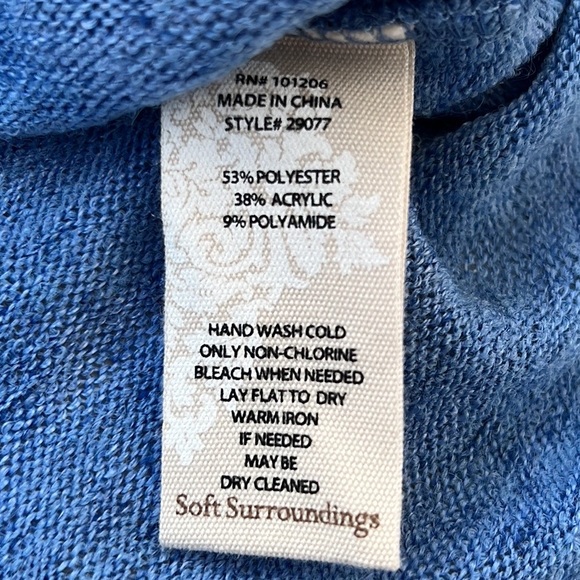 RN# 101206
MADE IN CHINA
STYLE# 29077
53% POLYESTER
38% ACRYLIC
9% POLYAMIDE
HAND WASH COLD
ONLY NON-CHLORINE
BLEACH WHEN NEEDED
LAY FLAT TO DRY
WARM IRON
IF NEEDED
MAY BE
DRY CLEANED
Soft Surroundings